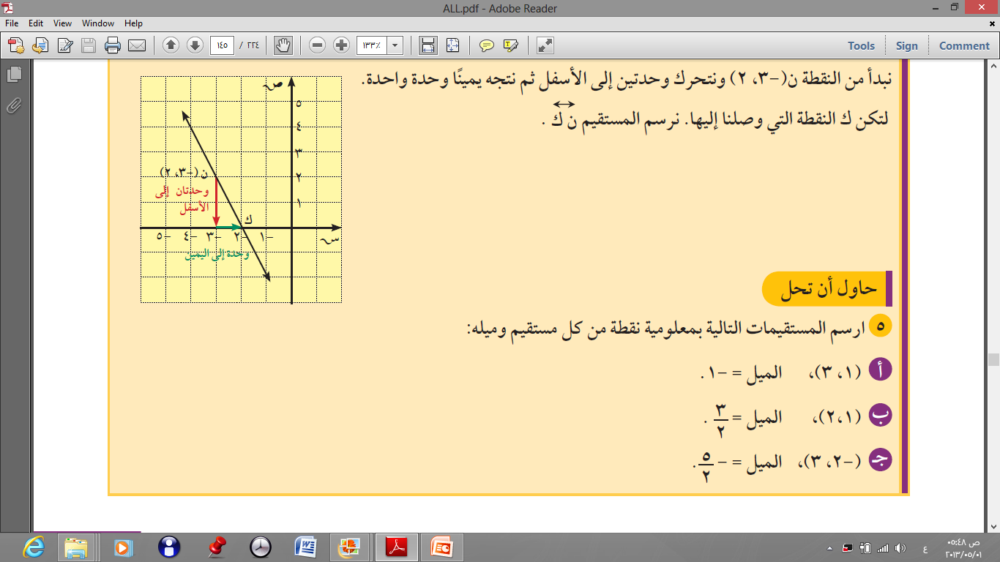 ALL.pdf - Adobe Reader
File Edit View Window Help
١٤٥ / ٢٢٤
١٣٣٪
Tools Sign Comment
نبدأ من النقطة ن(−٣، ٢) ونتحرك وحدتين إلى الأسفل ثم نتجه يمينًا وحدة واحدة.
لتكن ك النقطة التي وصلنا إليها. نرسم المستقيم ن ك .
ص
٥
٤
٣
ن(−٣، ٢)
٢
وحدتان إلى
الأسفل
١
ك
−٥ −٤ −٣ −٢ −١
س
وحدة إلى اليمين
حاول أن تحل
٥ ارسم المستقيمات التالية بمعلومية نقطة من كل مستقيم وميله:
أ (١، ٣)، الميل = −١ .
ب (١، ٢)، الميل = ٣/٢ .
جـ (−٢، ٣)، الميل = − ٥/٢ .
ع
٠٥:٤٨ ص
٢٠١٣/٠٥/٠١